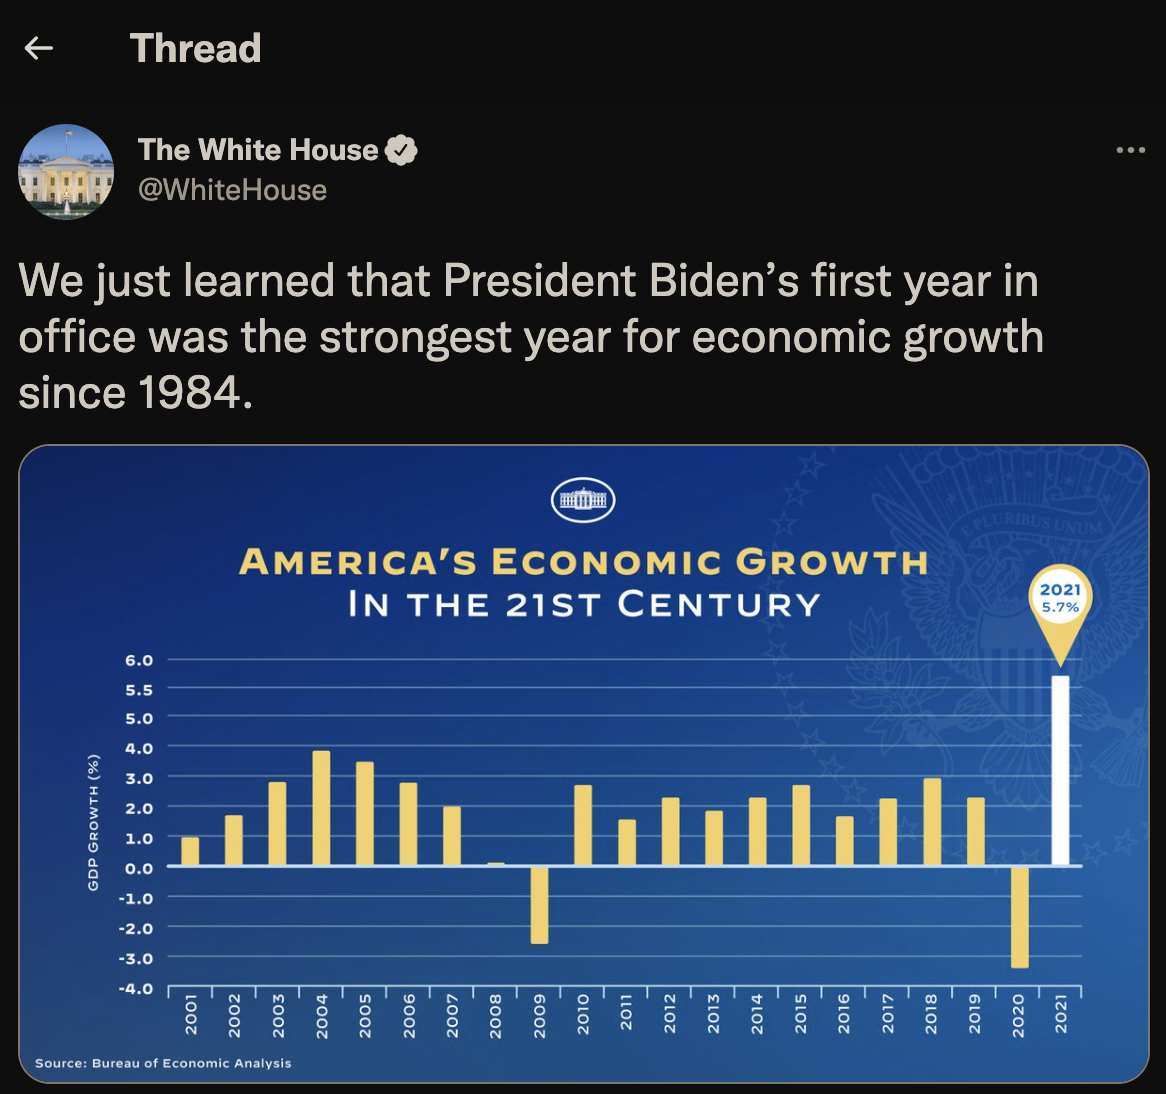 Thread
The White House
@WhiteHouse
We just learned that President Biden’s first year in
office was the strongest year for economic growth
since 1984.
E PLURIBUS UNUM
AMERICA’S ECONOMIC GROWTH
IN THE 21ST CENTURY
2021
5.7%
6.0
5.5
5.0
4.0
3.0
2.0
1.0
0.0
-1.0
-2.0
-3.0
-4.0
GDP GROWTH (%)
2001 2002 2003 2004 2005 2006 2007 2008 2009 2010 2011 2012 2013 2014 2015 2016 2017 2018 2019 2020 2021
Source: Bureau of Economic Analysis